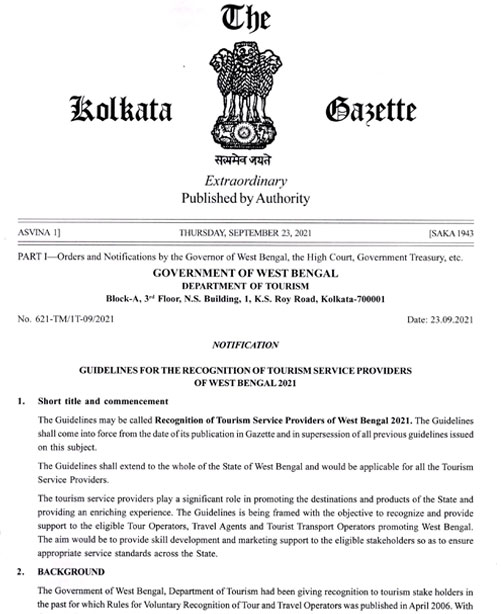 The
Kolkata Gazette
सत्यमेव जयते
Extraordinary
Published by Authority
ASVINA 1] THURSDAY, SEPTEMBER 23, 2021 [SAKA 1943
PART I—Orders and Notifications by the Governor of West Bengal, the High Court, Government Treasury, etc.
GOVERNMENT OF WEST BENGAL
DEPARTMENT OF TOURISM
Block-A, 3rd Floor, N.S. Building, 1, K.S. Roy Road, Kolkata-700001
No. 621-TM/1T-09/2021 Date: 23.09.2021
NOTIFICATION
GUIDELINES FOR THE RECOGNITION OF TOURISM SERVICE PROVIDERS
OF WEST BENGAL 2021
1. Short title and commencement
The Guidelines may be called Recognition of Tourism Service Providers of West Bengal 2021. The Guidelines
shall come into force from the date of its publication in Gazette and in supersession of all previous guidelines issued
on this subject.
The Guidelines shall extend to the whole of the State of West Bengal and would be applicable for all the Tourism
Service Providers.
The tourism service providers play a significant role in promoting the destinations and products of the State and
providing an enriching experience. The Guidelines is being framed with the objective to recognize and provide
support to the eligible Tour Operators, Travel Agents and Tourist Transport Operators promoting West Bengal.
The aim would be to provide skill development and marketing support to the eligible stakeholders so as to ensure
appropriate service standards across the State.
2. BACKGROUND
The Government of West Bengal, Department of Tourism had been giving recognition to tourism stake holders in
the past for which Rules for Voluntary Recognition of Tour and Travel Operators was published in April 2006. With